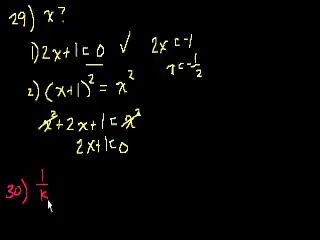 29) x?
1) 2x+1=0 ✓ 2x=-1
x=-1/2
2) (x+1)² = x²
x²+2x+1=x²
2x+1=0
30) 1/k